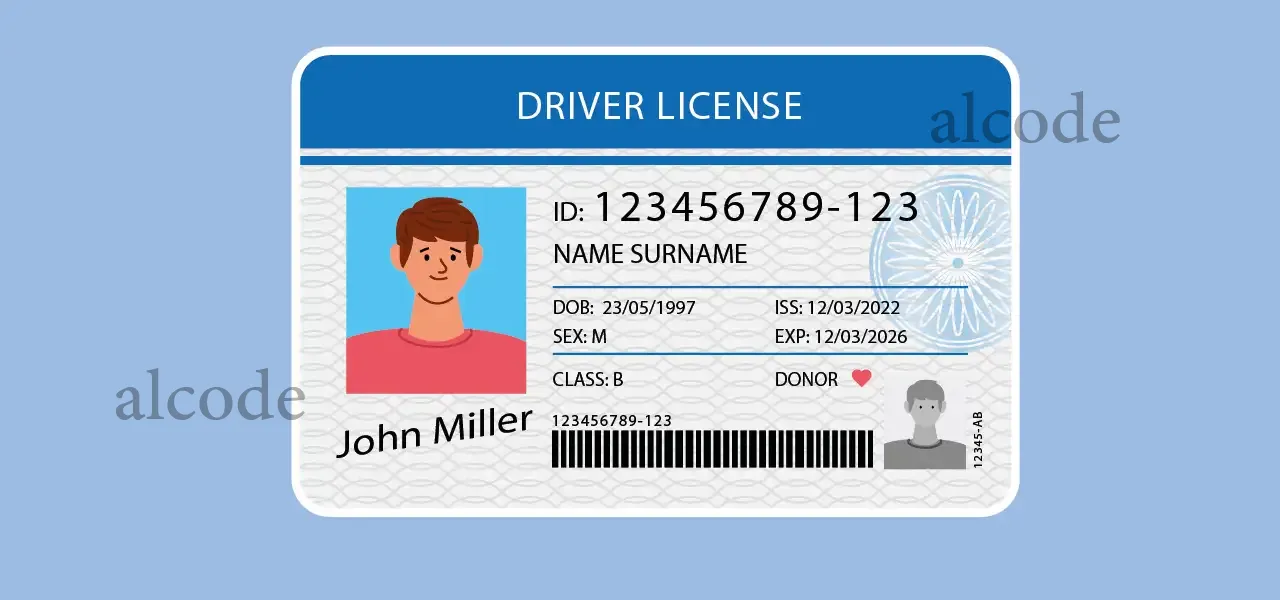 DRIVER LICENSE
alcode
ID: 123456789-123
NAME SURNAME
DOB: 23/05/1997
ISS: 12/03/2022
SEX: M
EXP: 12/03/2026
CLASS: B
DONOR
alcode
John Miller
123456789-123
12345-AB